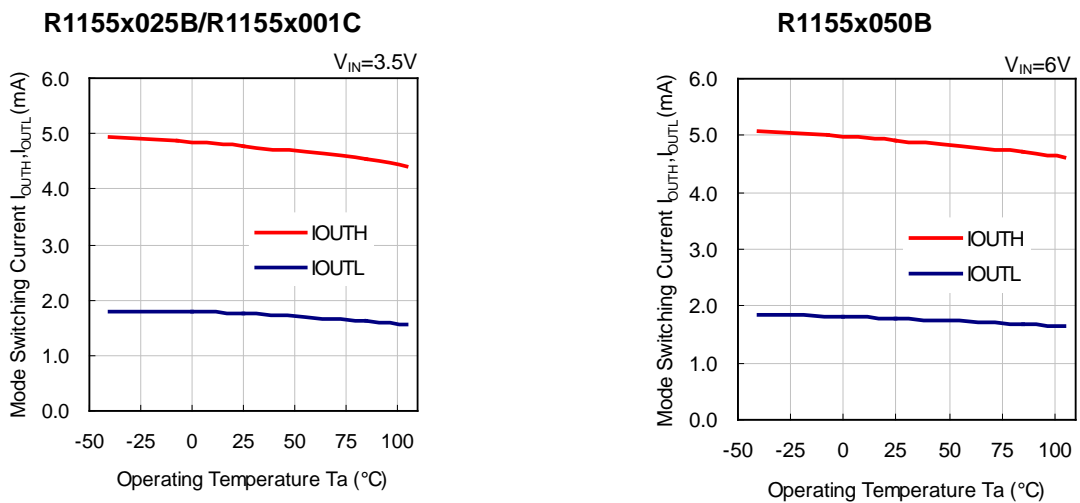 R1155x025B/R1155x001C
VIN=3.5V
Mode Switching Current IOUTH,IOUTL (mA)
6.0
5.0
4.0
3.0
2.0
1.0
0.0
IOUTH
IOUTL
-50 -25 0 25 50 75 100
Operating Temperature Ta (°C)
R1155x050B
VIN=6V
Mode Switching Current IOUTH,IOUTL (mA)
6.0
5.0
4.0
3.0
2.0
1.0
0.0
IOUTH
IOUTL
-50 -25 0 25 50 75 100
Operating Temperature Ta (°C)